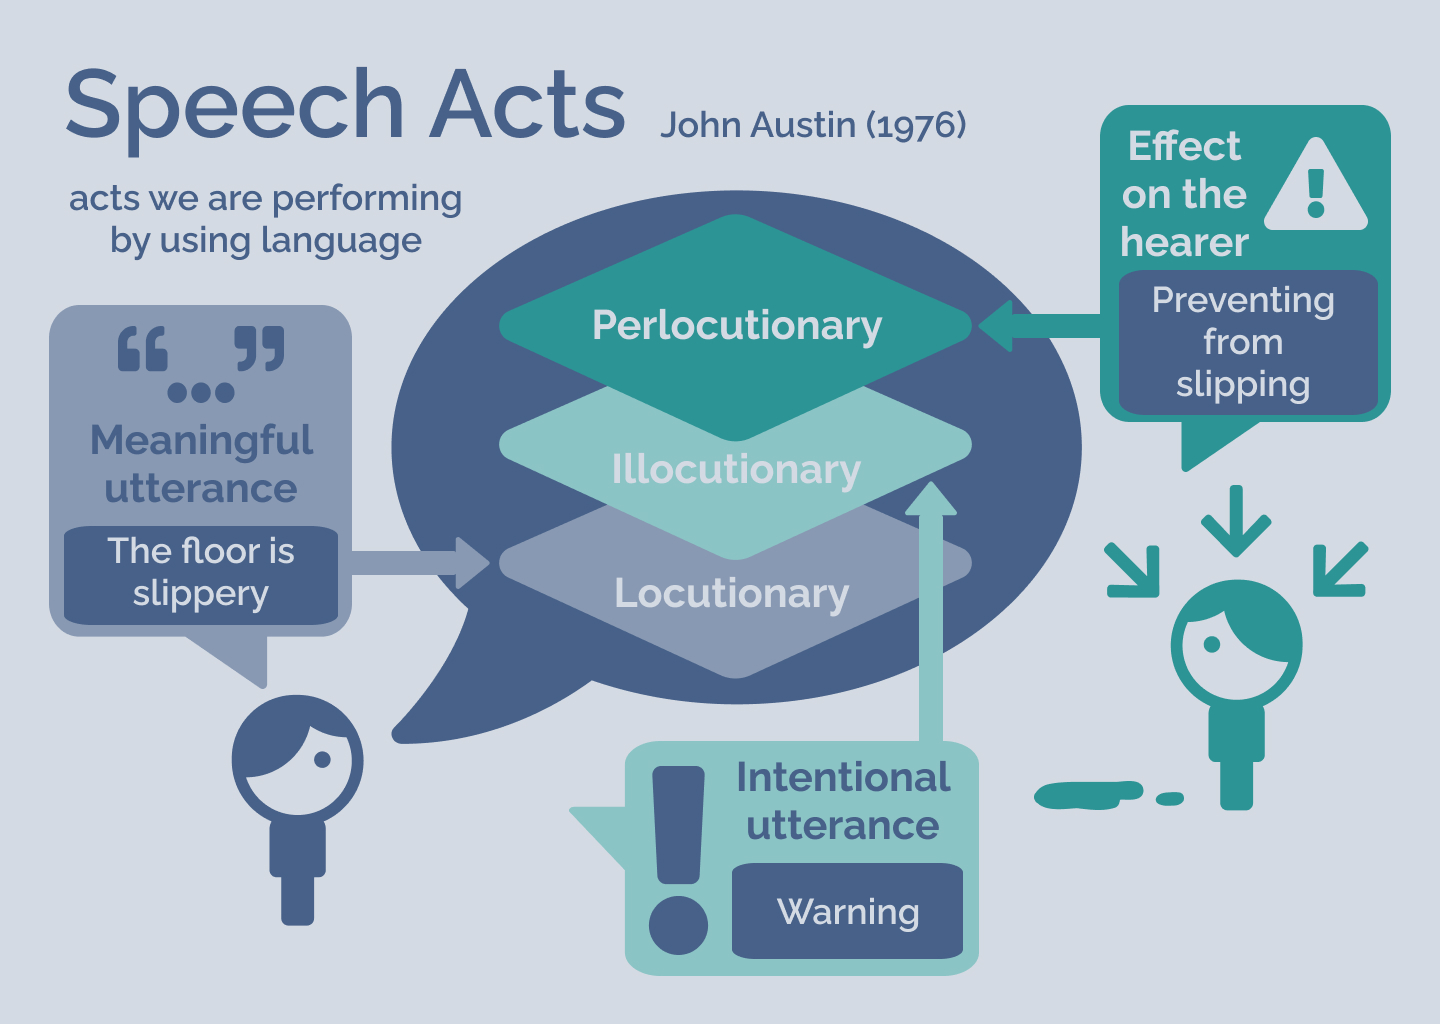 Speech Acts John Austin (1976)
acts we are performing
by using language
“ ”
...
Meaningful
utterance
The floor is
slippery
Perlocutionary
Illocutionary
Locutionary
Effect
on the
hearer
!
Preventing
from
slipping
!
Intentional
utterance
Warning